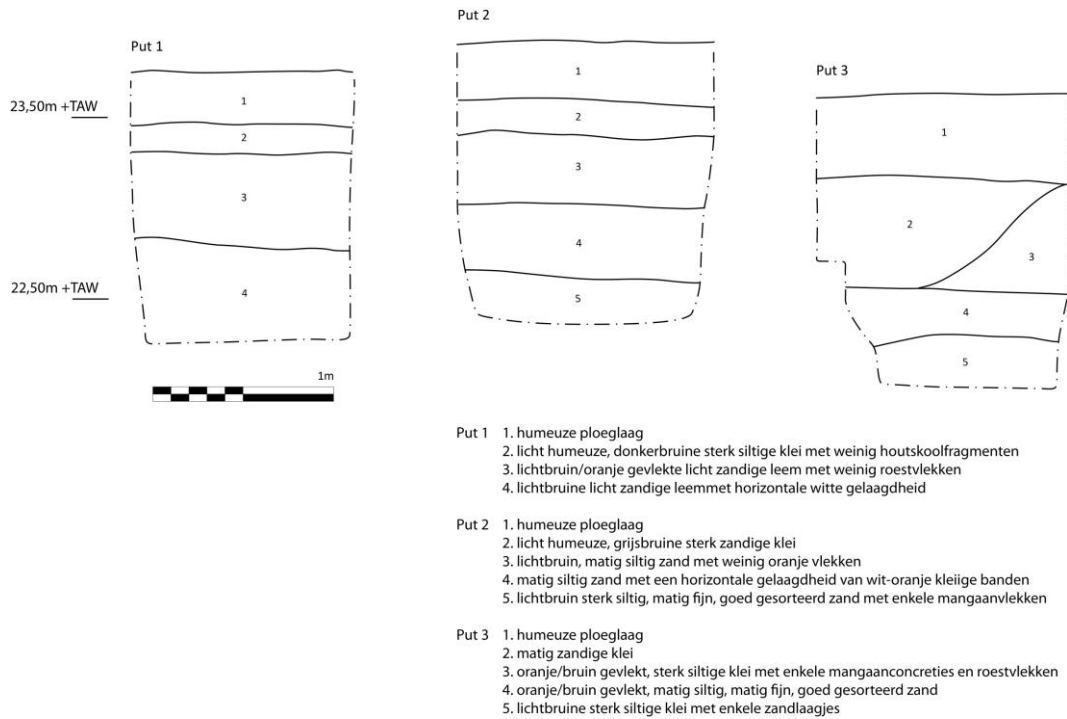 Put 1
Put 2
Put 3
23,50m +TAW
22,50m +TAW
1
2
3
4
1
2
3
4
5
1
2
3
4
5
1m
Put 1 1. humeuze ploeglaag
2. licht humeuze, donkerbruine sterk siltige klei met weinig houtskoolfragmenten
3. lichtbruin/oranje gevlekte licht zandige leem met weinig roestvlekken
4. lichtbruine licht zandige leemmet horizontale witte gelaagdheid
Put 2 1. humeuze ploeglaag
2. licht humeuze, grijsbruine sterk zandige klei
3. lichtbruin, matig siltig zand met weinig oranje vlekken
4. matig siltig zand met een horizontale gelaagdheid van wit-oranje kleiige banden
5. lichtbruin sterk siltig, matig fijn, goed gesorteerd zand met enkele mangaanvlekken
Put 3 1. humeuze ploeglaag
2. matig zandige klei
3. oranje/bruin gevlekt, sterk siltige klei met enkele mangaanconcreties en roestvlekken
4. oranje/bruin gevlekt, matig siltig, matig fijn, goed gesorteerd zand
5. lichtbruine sterk siltige klei met enkele zandlaagjes